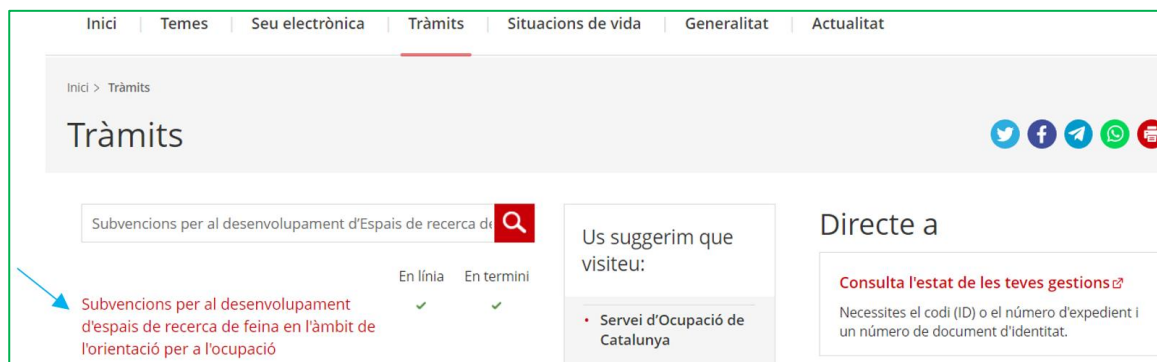 Inici Temes Seu electrònica Tràmits Situacions de vida Generalitat Actualitat
Inici > Tràmits
Tràmits
Subvencions per al desenvolupament d'Espais de recerca de
En línia En termini
Subvencions per al desenvolupament
d'espais de recerca de feina en l'àmbit de
l'orientació per a l'ocupació
Us suggerim que
visiteu:
• Servei d'Ocupació de
Catalunya
Directe a
Consulta l'estat de les teves gestions
Necessites el codi (ID) o el número d'expedient i
un número de document d'identitat.